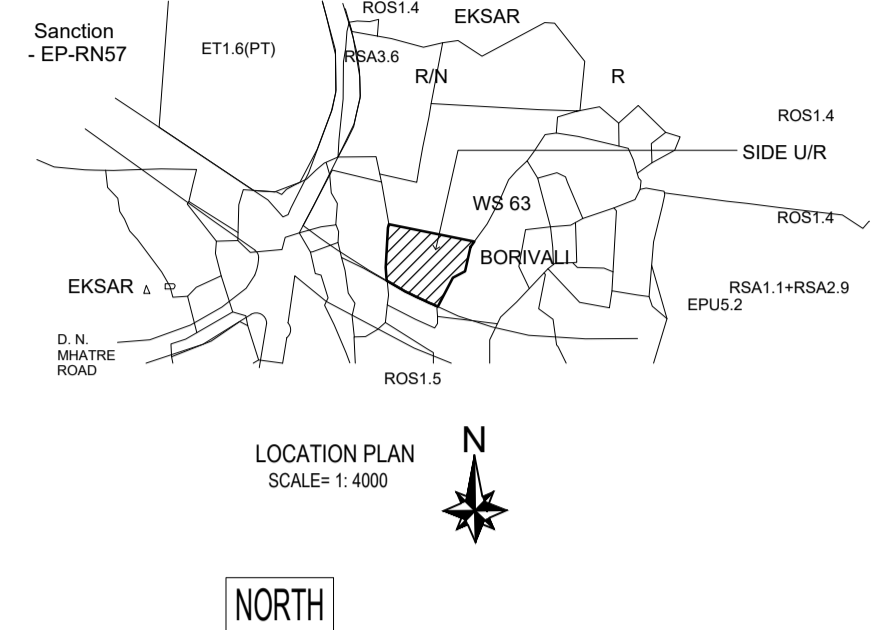 ROS1.4
EKSAR
Sanction
- EP-RN57
ET1.6(PT)
RSA3.6
R/N
R
ROS1.4
SIDE U/R
WS 63
ROS1.4
BORIVALI
EKSAR
RSA1.1+RSA2.9
EPU5.2
D. N.
MHATRE
ROAD
ROS1.5
LOCATION PLAN
SCALE= 1: 4000
N
NORTH